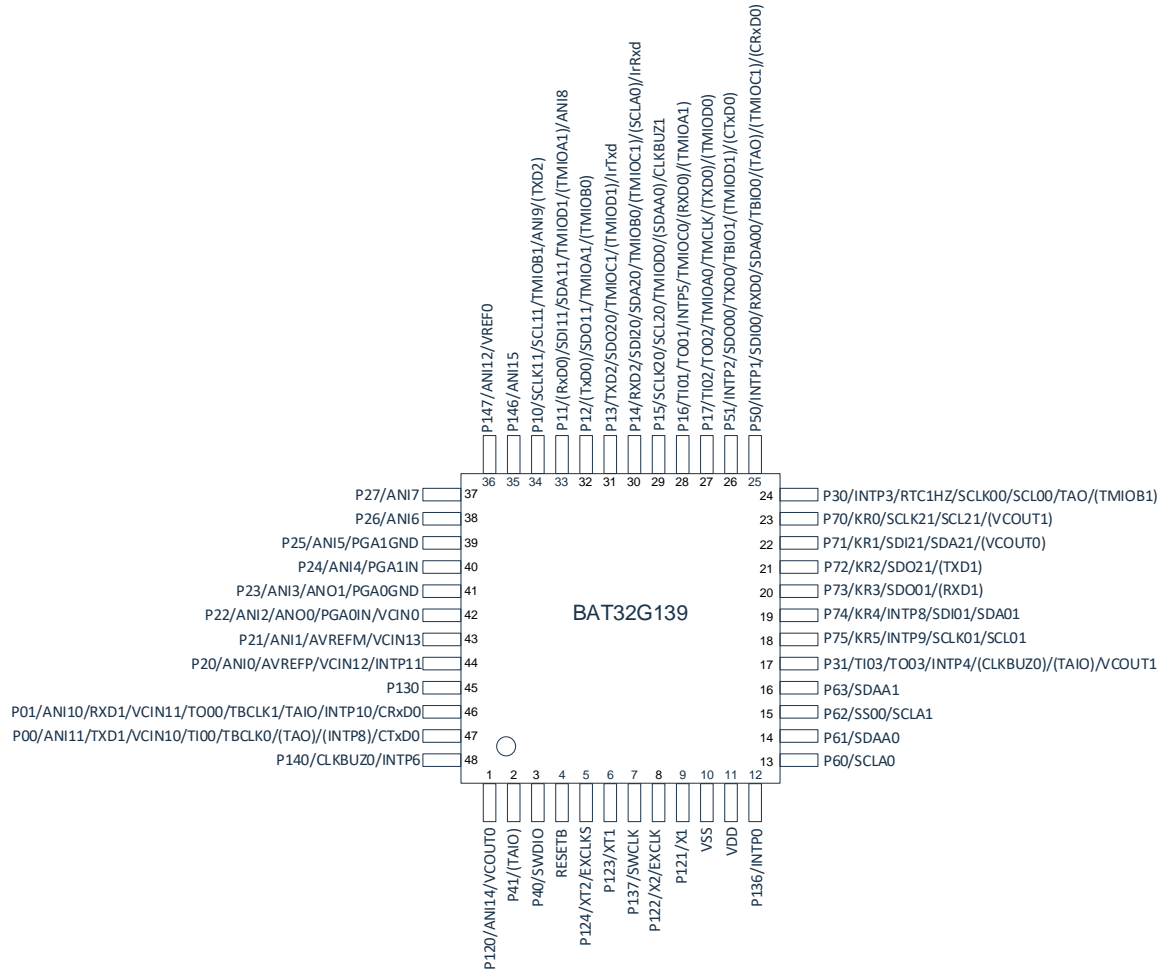 P147/ANI12/VREF0
P146/ANI15
P10/SCLK11/SCL11/TMIOB1/ANI9/(TXD2)
P11/(RxD0)/SDI11/SDA11/TMIOD1/(TMIOA1)/ANI8
P12/(TxD0)/SDO11/TMIOA1/(TMIOB0)
P13/TXD2/SDO20/TMIOC1/(TMIOD1)/IrTxd
P14/RXD2/SDI20/SDA20/TMIOB0/(TMIOC1)/(SCLA0)/IrRxd
P15/SCLK20/SCL20/TMIOD0/(SDAA0)/CLKBUZ1
P16/TI01/TO01/INTP5/TMIOC0/(RXD0)/(TMIOA1)
P17/TI02/TO02/TMIOA0/TMCLK/(TXD0)/(TMIOD0)
P51/INTP2/SDO00/TXD0/TBIO1/(TMIOD1)/(CTxD0)
P50/INTP1/SDI00/RXD0/SDA00/TBIO0/(TAO)/(TMIOC1)/(CRxD0)
36 35 34 33 32 31 30 29 28 27 26 25
P27/ANI7 37
P26/ANI6 38
P25/ANI5/PGA1GND 39
P24/ANI4/PGA1IN 40
P23/ANI3/ANO1/PGA0GND 41
P22/ANI2/ANO0/PGA0IN/VCIN0 42
P21/ANI1/AVREFM/VCIN13 43
P20/ANI0/AVREFP/VCIN12/INTP11 44
P130 45
P01/ANI10/RXD1/VCIN11/TO00/TBCLK1/TAIO/INTP10/CRxD0 46
P00/ANI11/TXD1/VCIN10/TI00/TBCLK0/(TAO)/(INTP8)/CTxD0 47
P140/CLKBUZ0/INTP6 48
BAT32G139
24 P30/INTP3/RTC1HZ/SCLK00/SCL00/TAO/(TMIOB1)
23 P70/KR0/SCLK21/SCL21/(VCOUT1)
22 P71/KR1/SDI21/SDA21/(VCOUT0)
21 P72/KR2/SDO21/(TXD1)
20 P73/KR3/SDO01/(RXD1)
19 P74/KR4/INTP8/SDI01/SDA01
18 P75/KR5/INTP9/SCLK01/SCL01
17 P31/TI03/TO03/INTP4/(CLKBUZ0)/(TAIO)/VCOUT1
16 P63/SDAA1
15 P62/SS00/SCLA1
14 P61/SDAA0
13 P60/SCLA0
1 2 3 4 5 6 7 8 9 10 11 12
P120/ANI14/VCOUT0
P41/(TAIO)
P40/SWDIO
RESETB
P124/XT2/EXCLKS
P123/XT1
P137/SWCLK
P122/X2/EXCLK
P121/X1
VSS
VDD
P136/INTP0